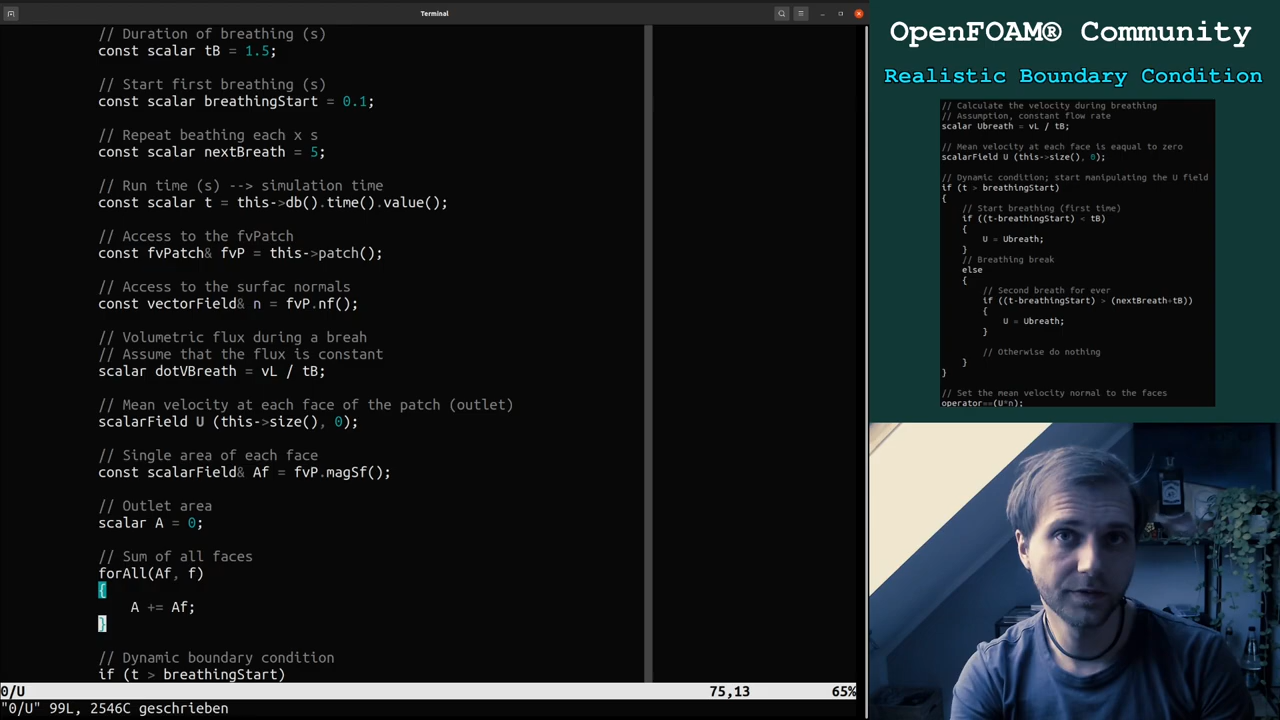 Terminal
// Duration of breathing (s)
const scalar tB = 1.5;
// Start first breathing (s)
const scalar breathingStart = 0.1;
// Repeat beathing each x s
const scalar nextBreath = 5;
// Run time (s) --> simulation time
const scalar t = this->db().time().value();
// Access to the fvPatch
const fvPatch& fvP = this->patch();
// Access to the surfac normals
const vectorField& n = fvP.nf();
// Volumetric flux during a breah
// Assume that the flux is constant
scalar dotVBreath = vL / tB;
// Mean velocity at each face of the patch (outlet)
scalarField U (this->size(), 0);
// Single area of each face
const scalarField& Af = fvP.magSf();
// Outlet area
scalar A = 0;
// Sum of all faces
forAll(Af, f)
{
A += Af;
}
// Dynamic boundary condition
if (t > breathingStart)
0/U
75,13
65%
"0/U" 99L, 2546C geschrieben
OpenFOAM® Community
Realistic Boundary Condition
// Calculate the velocity during breathing
// Assumption, constant flow rate
scalar Ubreath = vL / tB;
// Mean velocity at each face is eaqual to zero
scalarField U (this->size(), 0);
// Dynamic condition; start manipulating the U field
if (t > breathingStart)
{
// Start breathing (first time)
if ((t-breathingStart) < tB)
{
U = Ubreath;
}
// Breathing break
else
{
// Second breath for ever
if ((t-breathingStart) > (nextBreath+tB))
{
U = Ubreath;
}
// Otherwise do nothing
}
}
// Set the mean velocity normal to the faces
operator==(U*n);